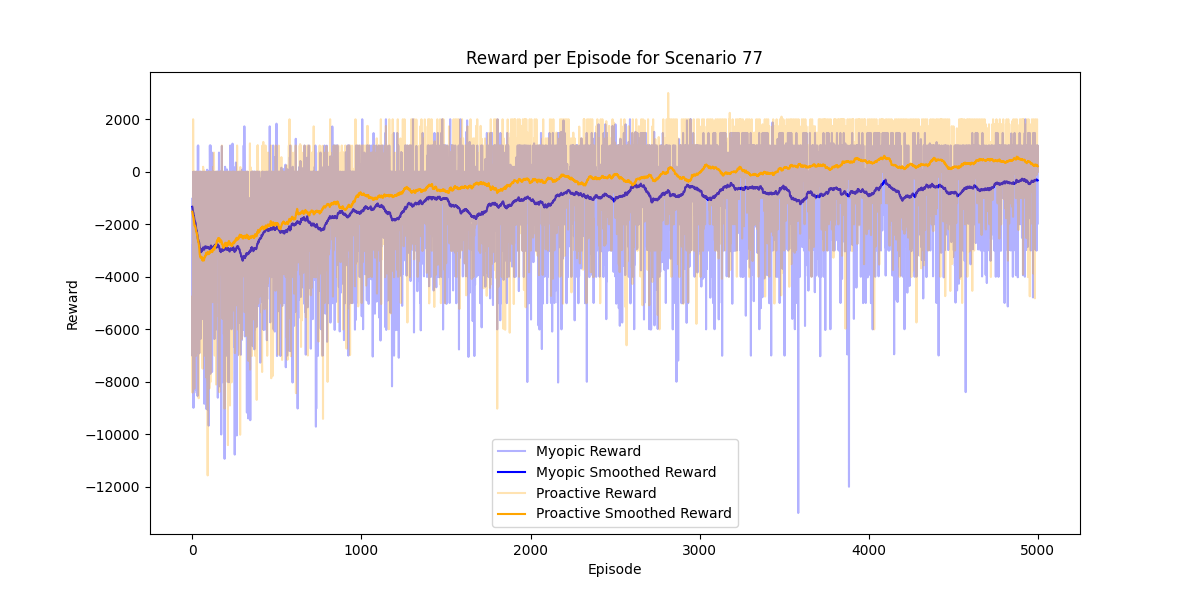 Reward per Episode for Scenario 77
Reward
2000
0
−2000
−4000
−6000
−8000
−10000
−12000
Myopic Reward
Myopic Smoothed Reward
Proactive Reward
Proactive Smoothed Reward
0 1000 2000 3000 4000 5000
Episode